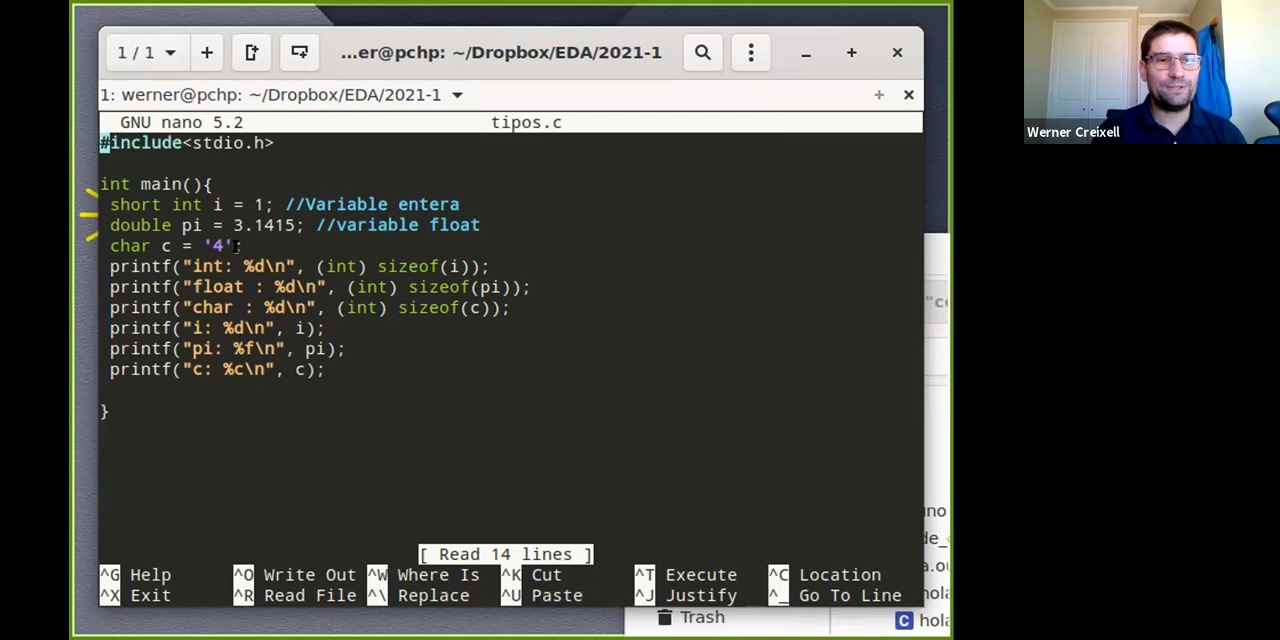 1 / 1
...er@pchp: ~/Dropbox/EDA/2021-1
1: werner@pchp: ~/Dropbox/EDA/2021-1
GNU nano 5.2 tipos.c
#include<stdio.h>
int main(){
short int i = 1; //Variable entera
double pi = 3.1415; //variable float
char c = '4';
printf("int: %d\n", (int) sizeof(i));
printf("float : %d\n", (int) sizeof(pi));
printf("char : %d\n", (int) sizeof(c));
printf("i: %d\n", i);
printf("pi: %f\n", pi);
printf("c: %c\n", c);
}
[ Read 14 lines ]
^G Help ^O Write Out ^W Where Is ^K Cut ^T Execute ^C Location
^X Exit ^R Read File ^\ Replace ^U Paste ^J Justify ^_ Go To Line
Trash
Werner Creixell